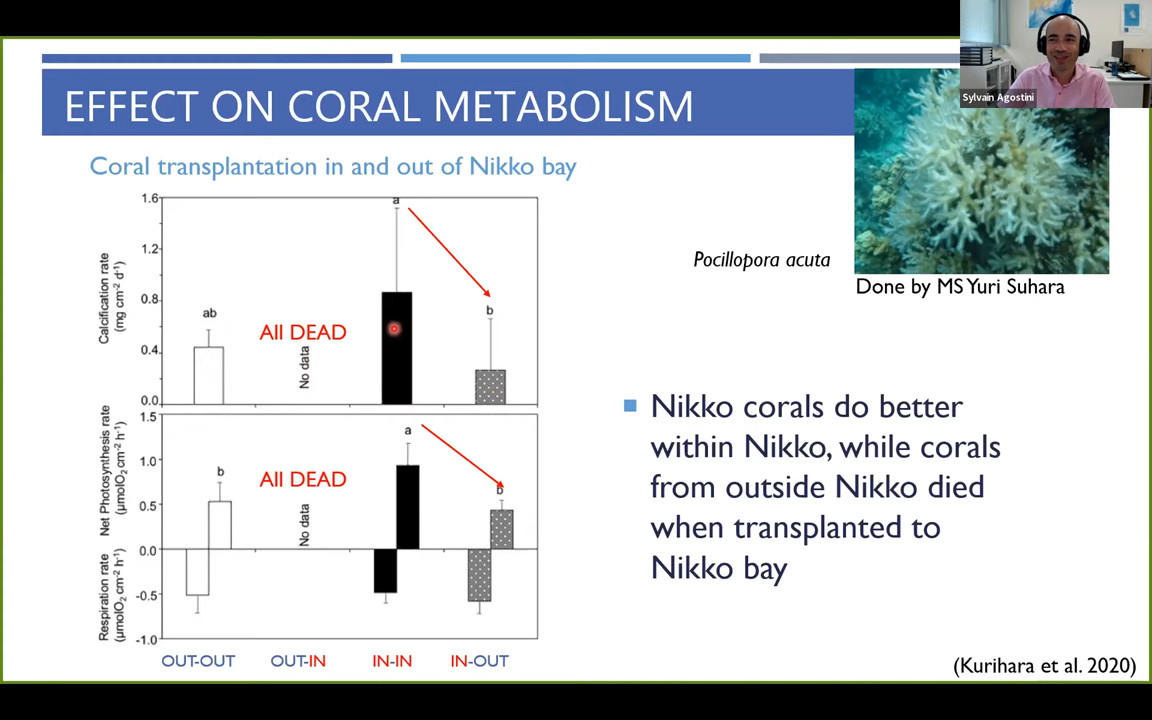 Sylvain Agostini
EFFECT ON CORAL METABOLISM
Coral transplantation in and out of Nikko bay
Pocillopora acuta
Done by MS Yuri Suhara
Calcification rate
(mg cm-2 d-1)
1.6
1.2
0.8
0.4
0.0
ab
All DEAD
No data
a
b
Net Photosynthesis rate
(µmolO2 cm-2 h-1)
Respiration rate
(µmolO2 cm-2 h-1)
1.5
1.0
0.5
0.0
-0.5
-1.0
b
All DEAD
No data
a
b
OUT-OUT OUT-IN IN-IN IN-OUT
Nikko corals do better
within Nikko, while corals
from outside Nikko died
when transplanted to
Nikko bay
(Kurihara et al. 2020)